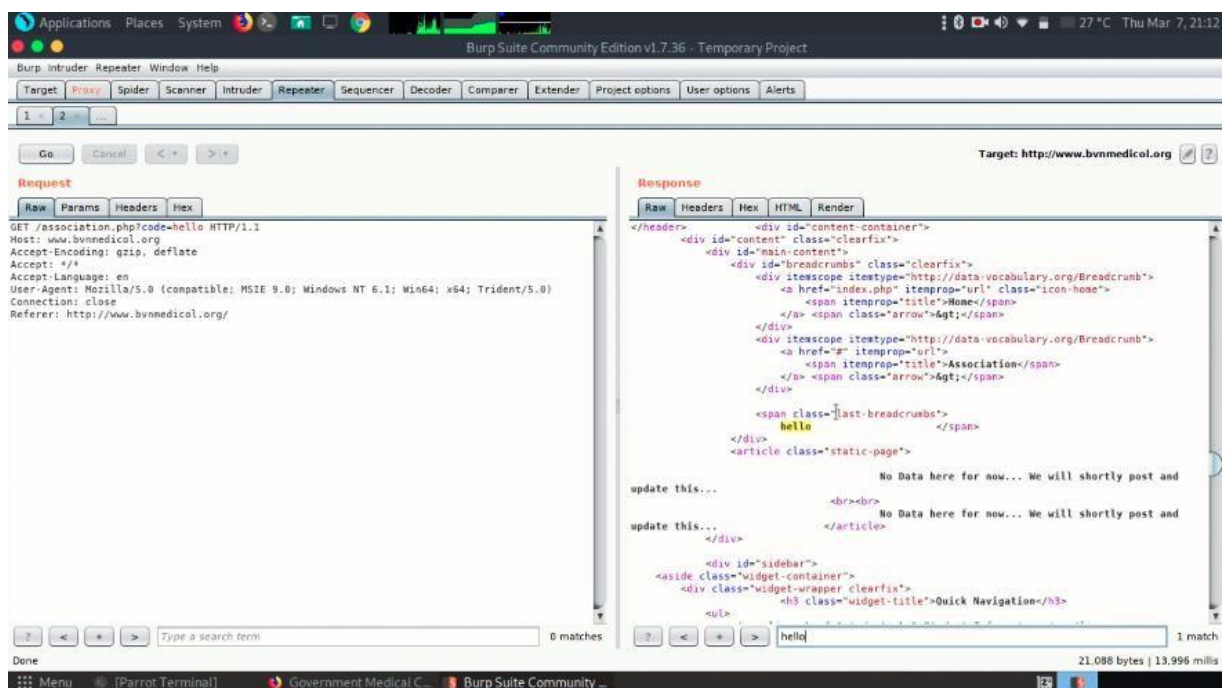 Applications Places System 27 °C Thu Mar 7, 21:12
Burp Suite Community Edition v1.7.36 - Temporary Project
Burp Intruder Repeater Window Help
Target Proxy Spider Scanner Intruder Repeater Sequencer Decoder Comparer Extender Project options User options Alerts
1 × 2 × ...
Go Cancel < > Target: http://www.bvnmedicol.org ?
Request
Raw Params Headers Hex
GET /association.php?code=hello HTTP/1.1
Host: www.bvnmedicol.org
Accept-Encoding: gzip, deflate
Accept: */*
Accept-Language: en
User-Agent: Mozilla/5.0 (compatible; MSIE 9.0; Windows NT 6.1; Win64; x64; Trident/5.0)
Connection: close
Referer: http://www.bvnmedicol.org/
? < + > Type a search term 0 matches
Response
Raw Headers Hex HTML Render
</header> <div id="content-container">
<div id="content" class="clearfix">
<div id="main-content">
<div id="breadcrumbs" class="clearfix">
<div itemscope itemtype="http://data-vocabulary.org/Breadcrumb">
<a href="index.php" itemprop="url" class="icon-home">
<span itemprop="title">Home</span>
</a> <span class="arrow">&gt;</span>
</div>
<div itemscope itemtype="http://data-vocabulary.org/Breadcrumb">
<a href="#" itemprop="url">
<span itemprop="title">Association</span>
</a> <span class="arrow">&gt;</span>
</div>
<span class="last-breadcrumbs">
hello </span>
</div>
<article class="static-page">
No Data here for now... We will shortly post and
update this...
<br><br>
No Data here for now... We will shortly post and
update this... </article>
</div>
<div id="sidebar">
<aside class="widget-container">
<div class="widget-wrapper clearfix">
<h3 class="widget-title">Quick Navigation</h3>
<ul>
? < + > hello 1 match
Done 21,088 bytes | 13,996 millis
Menu [Parrot Terminal] Government Medical C... Burp Suite Community ...